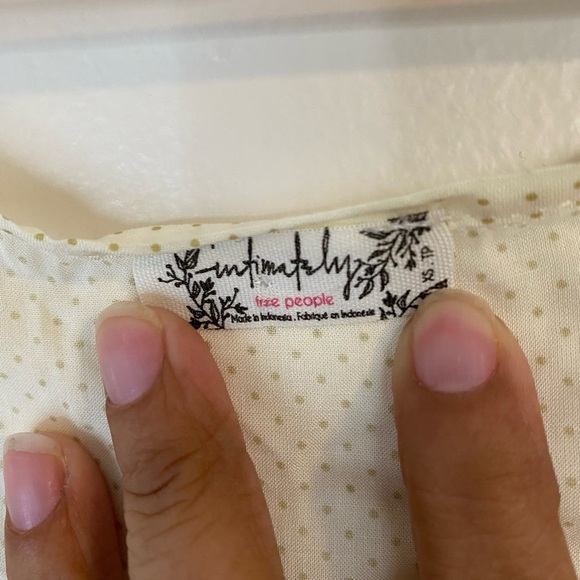 intimately
free people
Made in Indonesia . Fabriqué en Indonésie
XS . TP